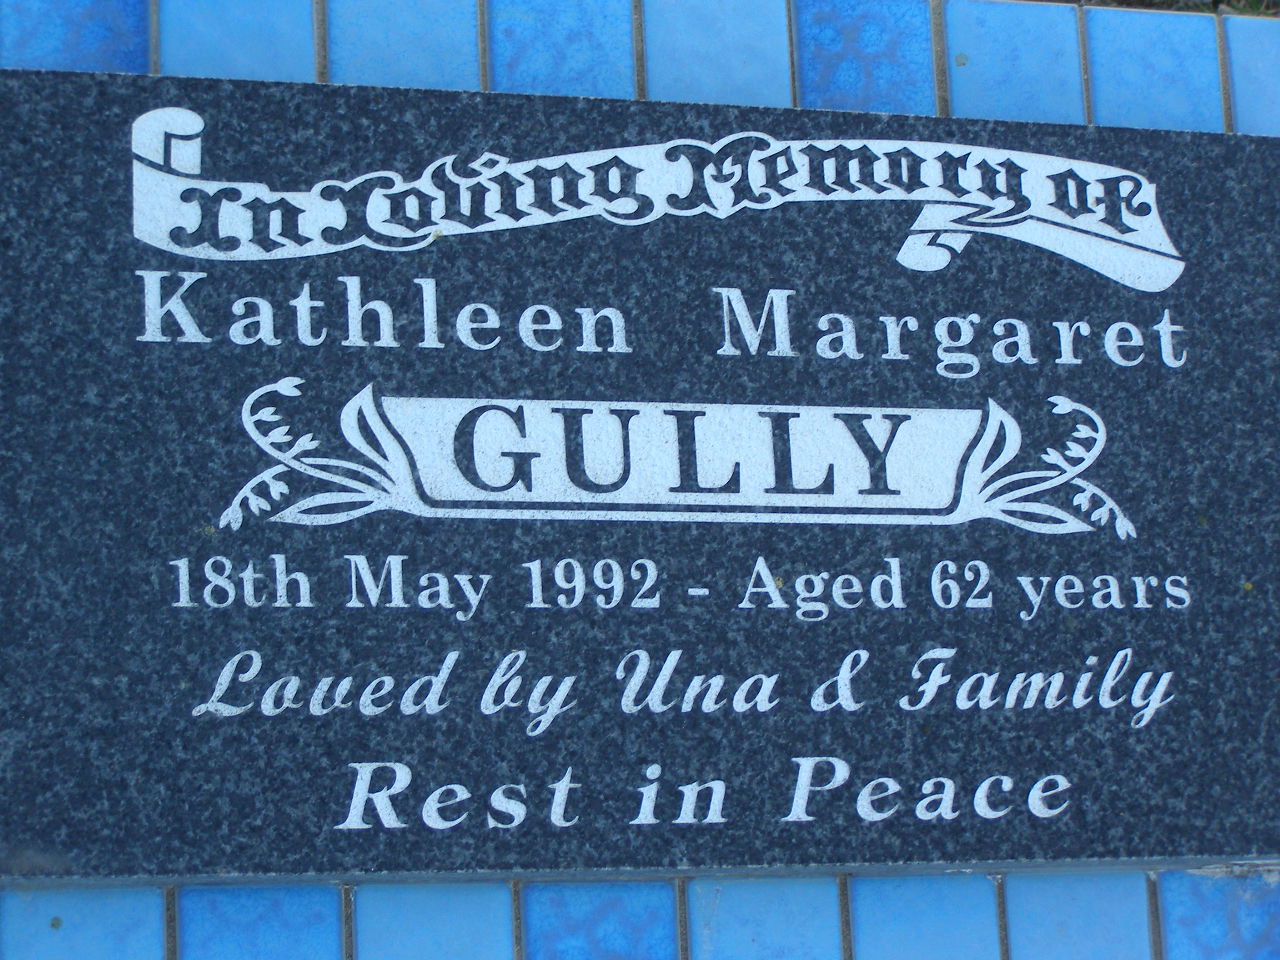 In Loving Memory of
Kathleen Margaret
GULLY
18th May 1992 - Aged 62 years
Loved by Una & Family
Rest in Peace